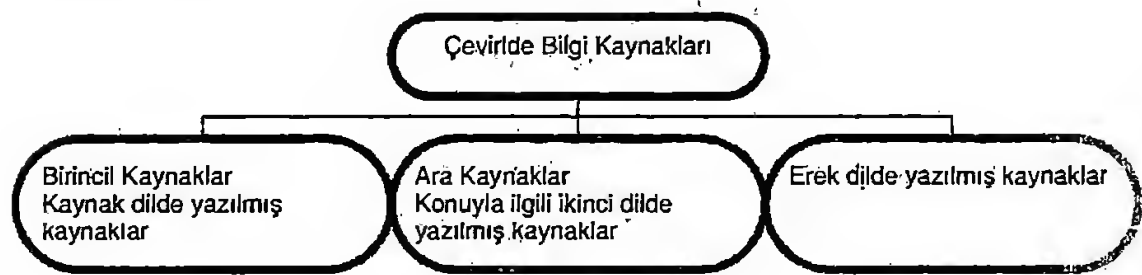 Çevirlde Bilgi Kaynakları
Birincil Kaynaklar
Kaynak dilde yazılmış
kaynaklar
Ara Kaynaklar
Konuyla ilgili ikinci dilde
yazılmış kaynaklar
Erek dilde yazılmış kaynaklar